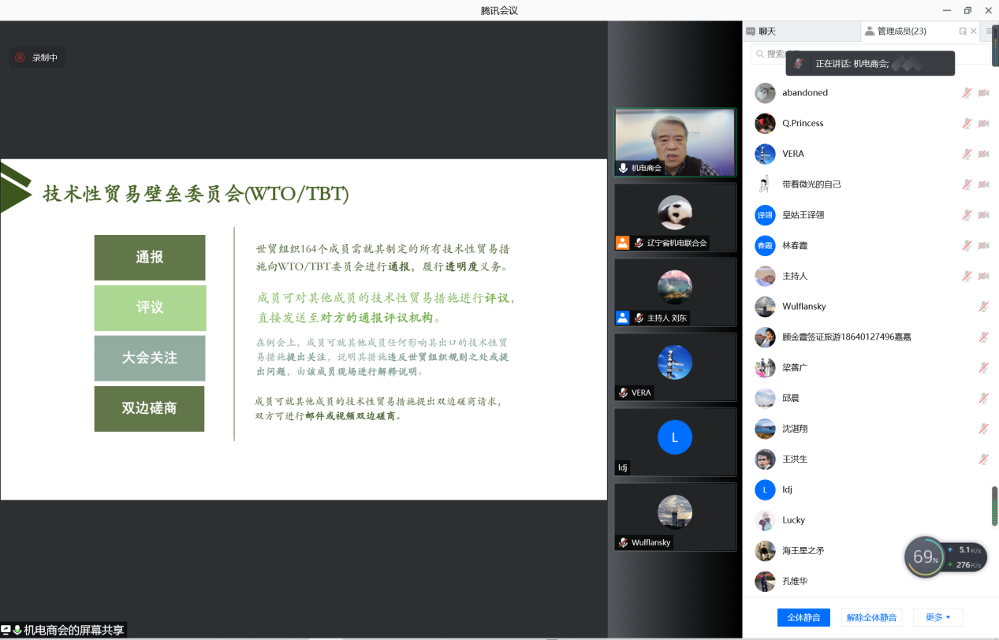 腾讯会议
录制中
技术性贸易壁垒委员会(WTO/TBT)
通报
评议
大会关注
双边磋商
世贸组织164个成员需就其制定的所有技术性贸易措
施向WTO/TBT委员会进行通报，履行透明度义务。
成员可对其他成员的技术性贸易措施进行评议，
直接发送至对方的通报评议机构。
在例会上，成员可就其他成员任何影响其出口的技术性贸
易措施提出关注，说明其措施违反世贸组织规则之处或提
出问题，由该成员现场进行解释说明。
成员可就其他成员的技术性贸易措施提出双边磋商请求，
双方可进行邮件或视频双边磋商。
机电商会的屏幕共享
机电商会
辽宁省机电联合会
主持人 刘东
VERA
L
ldj
Wulflansky
聊天
管理成员(23)
搜索
正在讲话: 机电商会;
abandoned
Q.Princess
VERA
带着微光的自己
译翎
皇姑王译翎
春霞
林春霞
主持人
Wulflansky
顾金霞签证旅游18640127496嘉嘉
梁善广
邱晨
沈湛翔
王洪生
L
ldj
Lucky
海王星之矛
孔维华
69%
5.1K/s
276K/s
全体静音
解除全体静音
更多